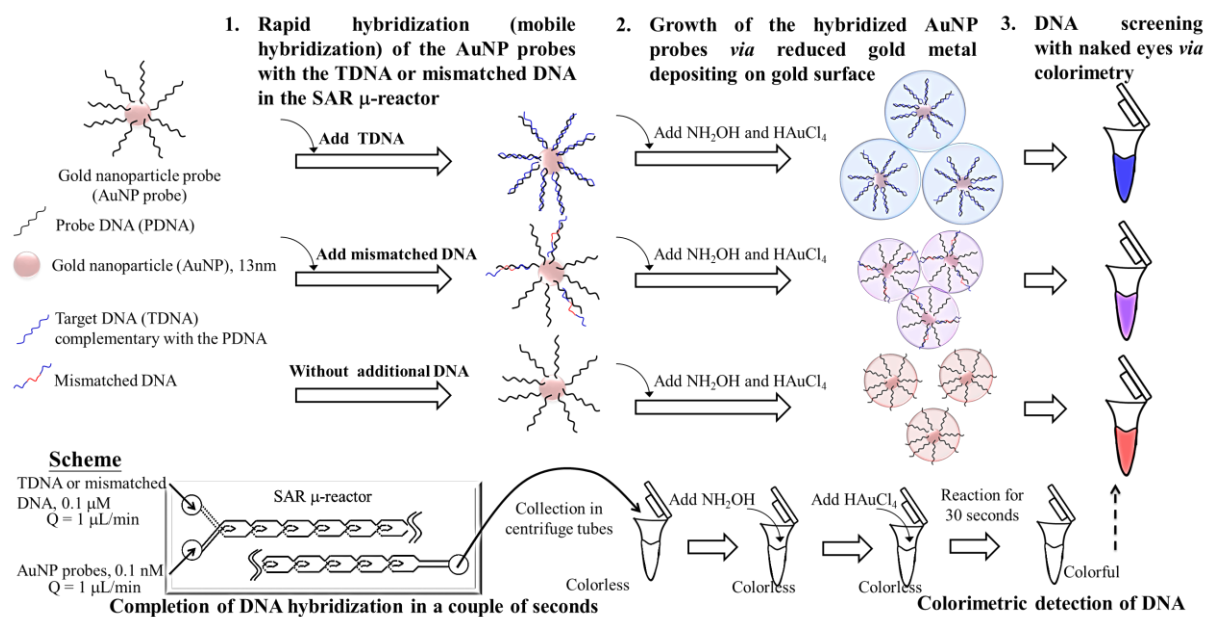 1. Rapid hybridization (mobile
hybridization) of the AuNP probes
with the TDNA or mismatched DNA
in the SAR μ-reactor
2. Growth of the hybridized AuNP
probes via reduced gold metal
depositing on gold surface
3. DNA screening
with naked eyes via
colorimetry
Gold nanoparticle probe
(AuNP probe)
Probe DNA (PDNA)
Gold nanoparticle (AuNP), 13nm
Target DNA (TDNA)
complementary with the PDNA
Mismatched DNA
Add TDNA
Add NH₂OH and HAuCl₄
Add mismatched DNA
Add NH₂OH and HAuCl₄
Without additional DNA
Add NH₂OH and HAuCl₄
Scheme
TDNA or mismatched
DNA, 0.1 μM
Q = 1 μL/min
AuNP probes, 0.1 nM
Q = 1 μL/min
SAR μ-reactor
Collection in
centrifuge tubes
Colorless
Add NH₂OH
Colorless
Add HAuCl₄
Colorless
Reaction for
30 seconds
Colorful
Completion of DNA hybridization in a couple of seconds
Colorimetric detection of DNA